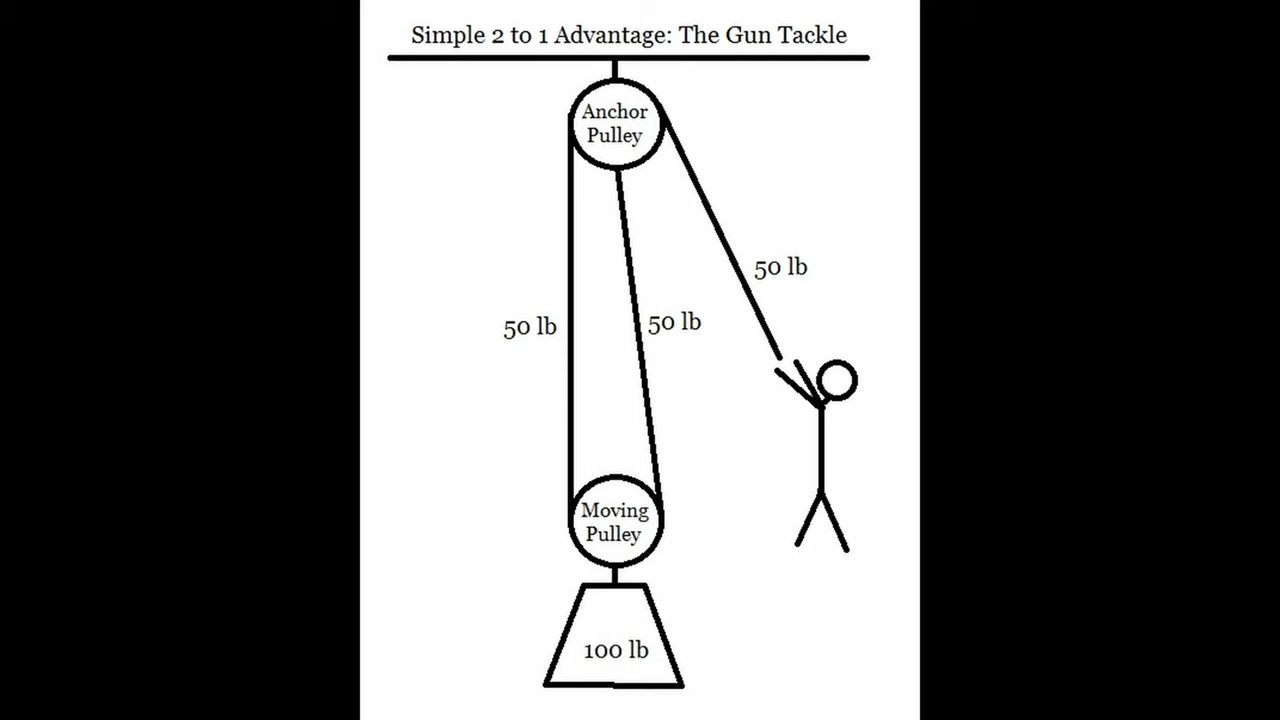 Simple 2 to 1 Advantage: The Gun Tackle
Anchor
Pulley
50 lb
50 lb
50 lb
Moving
Pulley
100 lb